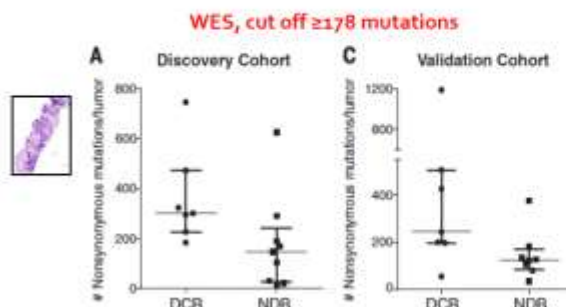 WES, cut off ≥178 mutations
A Discovery Cohort
# Nonsynonymous mutations/tumor
800
600
400
200
0
DCB NDB
C Validation Cohort
# Nonsynonymous mutations/tumor
1200
800
400
200
0
DCB NDB